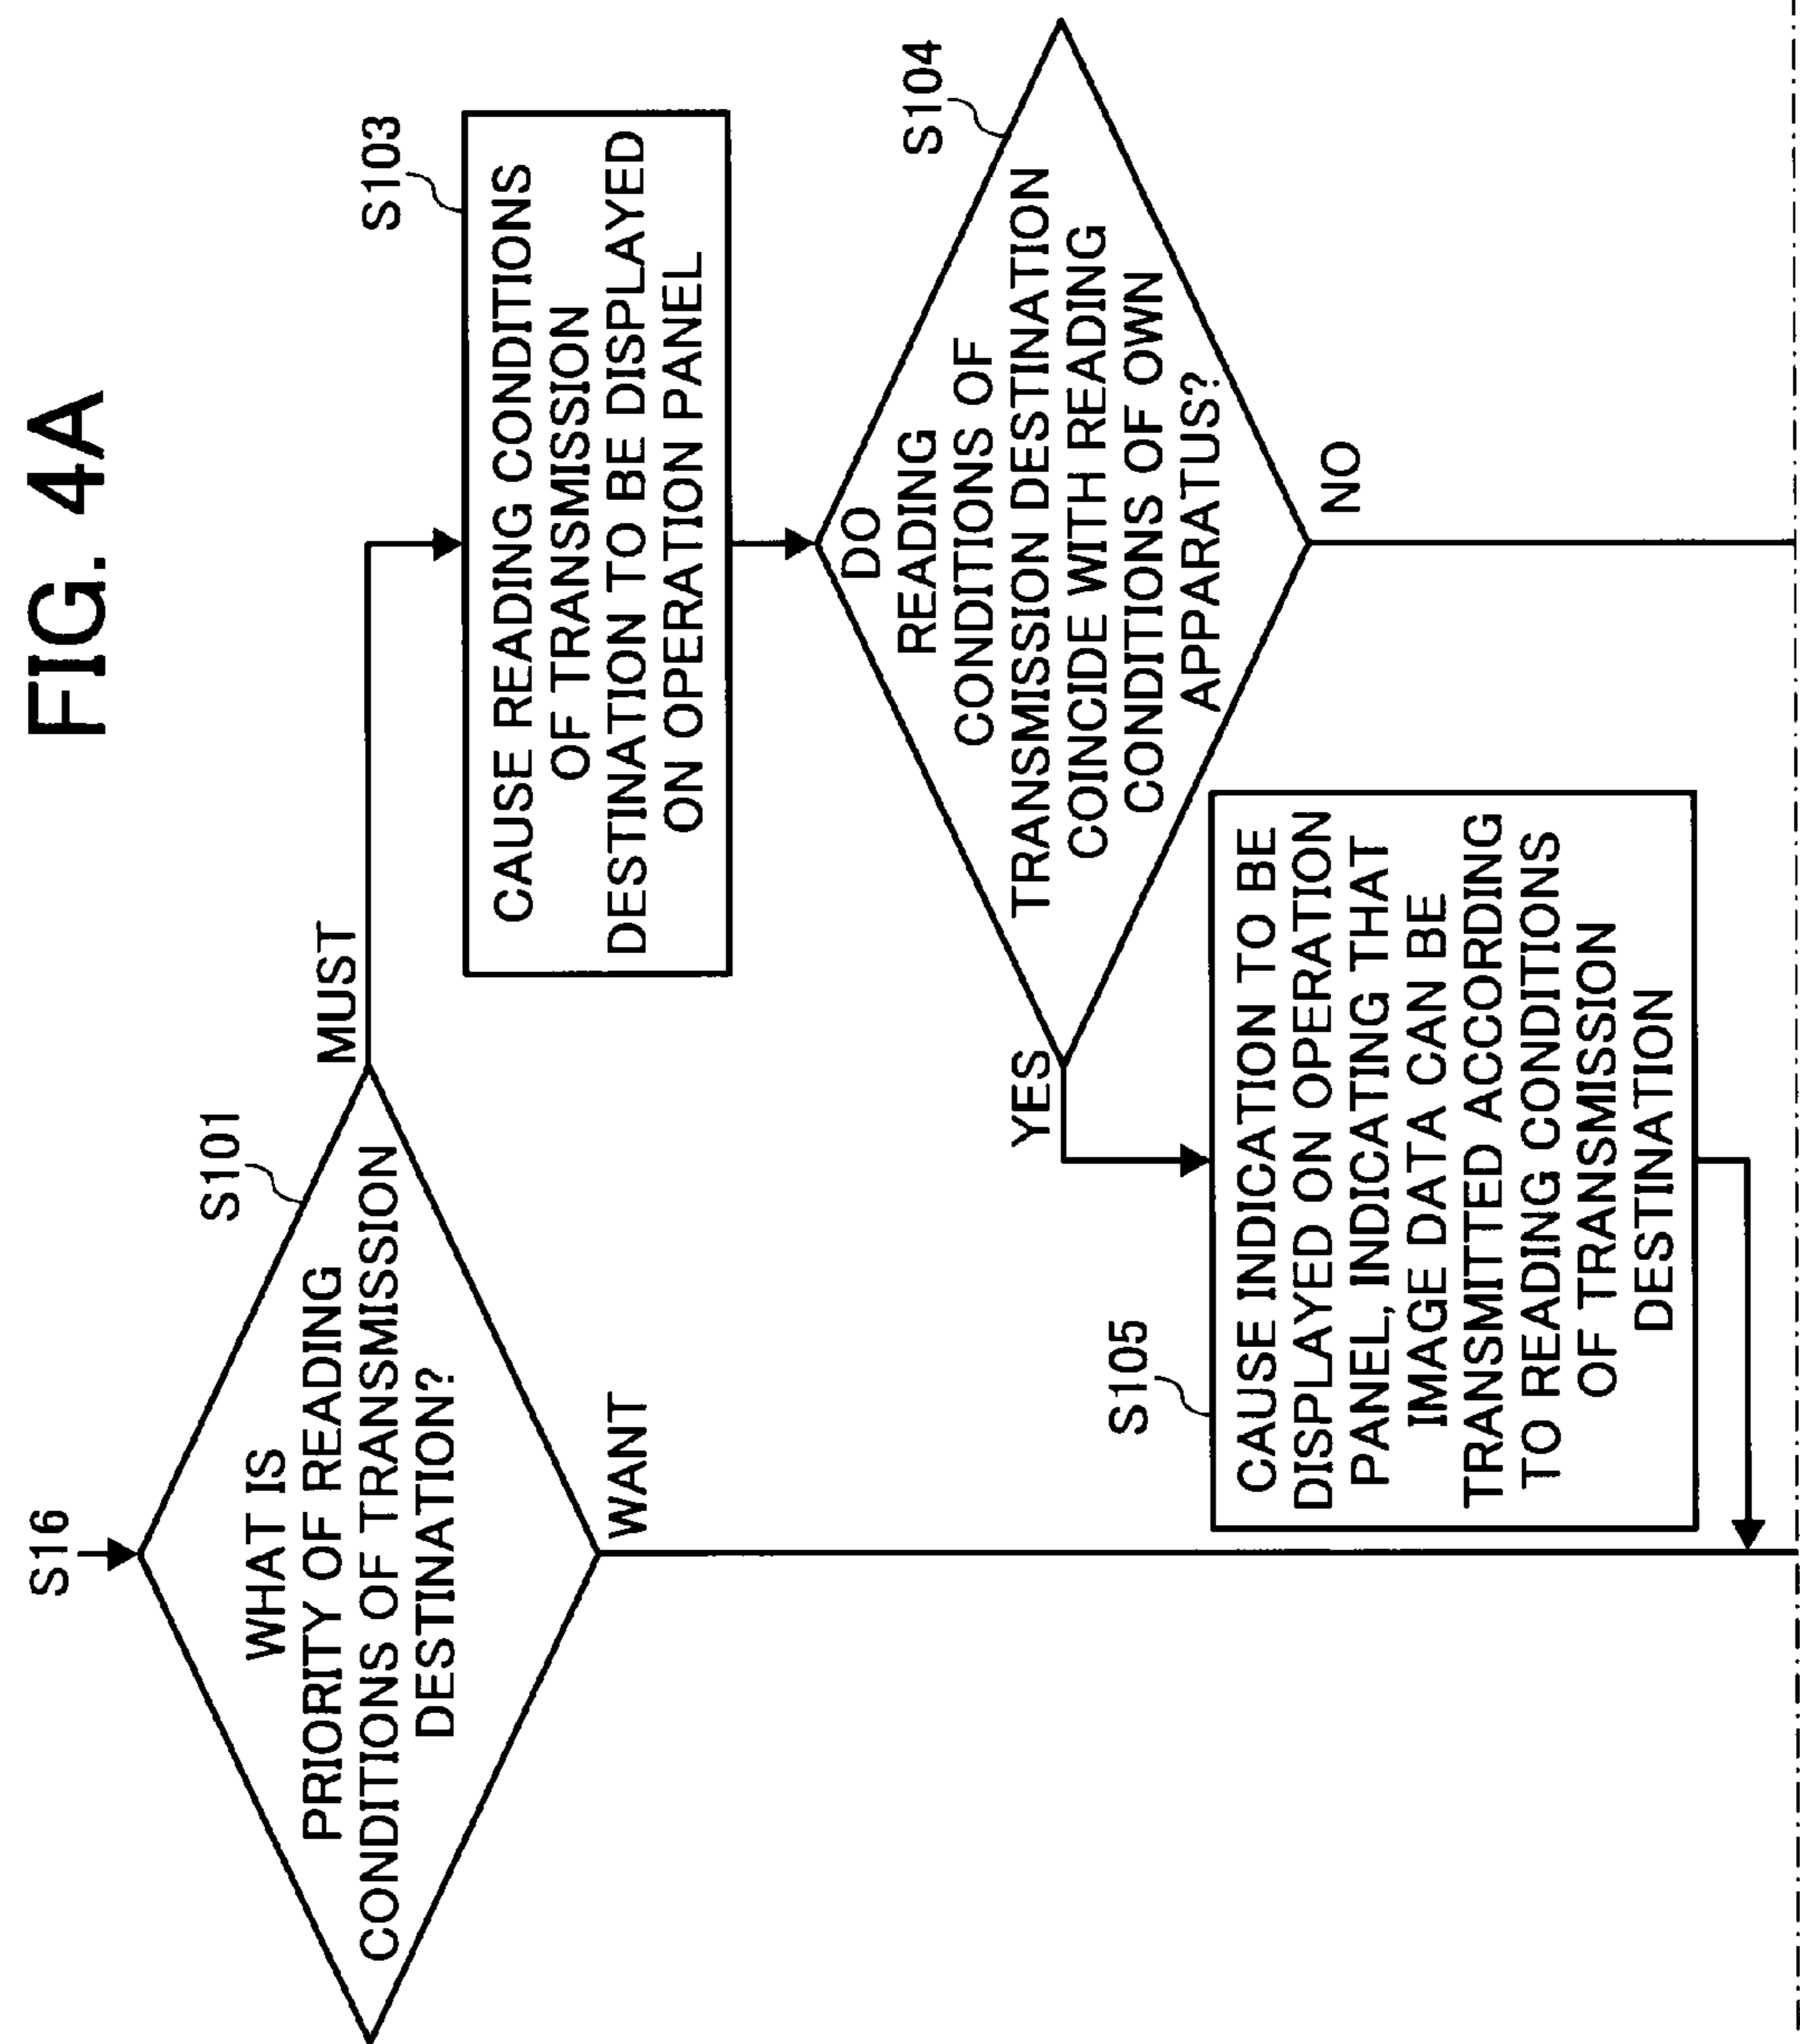 FIG. 4A
S16
S101
WHAT IS
PRIORITY OF READING
CONDITIONS OF TRANSMISSION
DESTINATION?
MUST
WANT
S103
CAUSE READING CONDITIONS
OF TRANSMISSION
DESTINATION TO BE DISPLAYED
ON OPERATION PANEL
S104
DO
READING
CONDITIONS OF
TRANSMISSION DESTINATION
COINCIDE WITH READING
CONDITIONS OF OWN
APPARATUS?
YES
NO
S105
CAUSE INDICATION TO BE
DISPLAYED ON OPERATION
PANEL, INDICATING THAT
IMAGE DATA CAN BE
TRANSMITTED ACCORDING
TO READING CONDITIONS
OF TRANSMISSION
DESTINATION